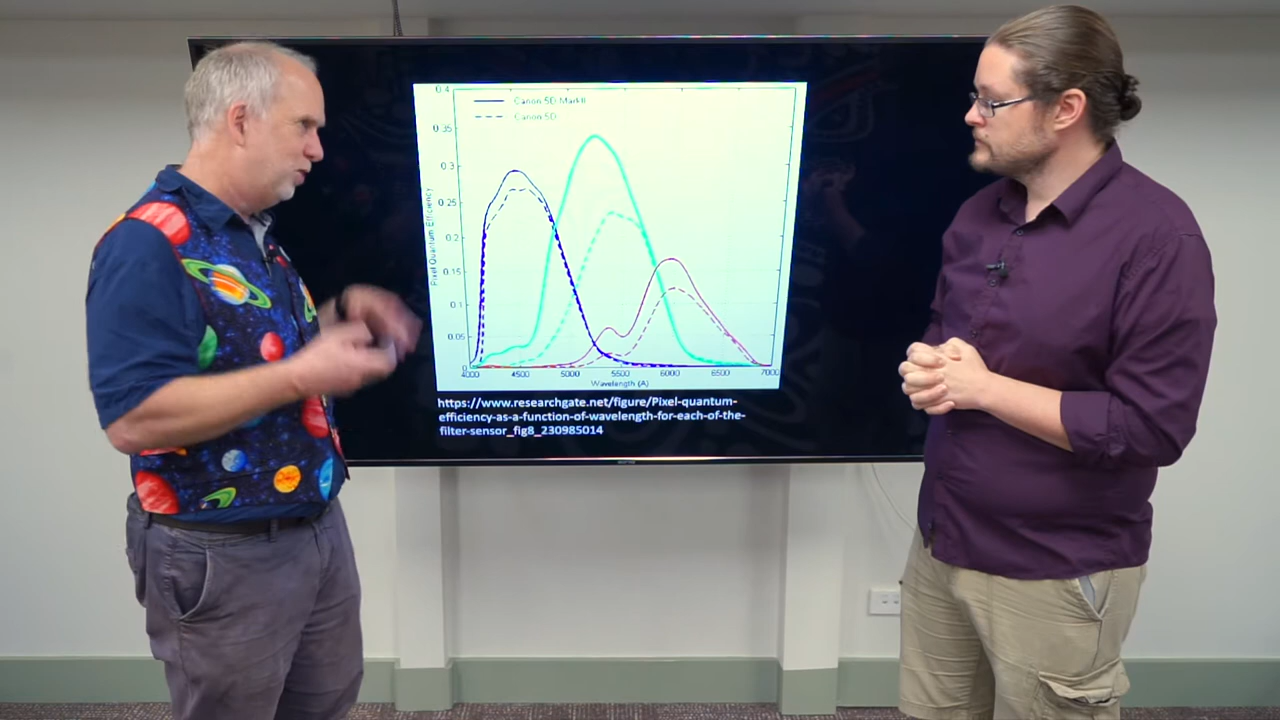 0.4
Canon 5D MarkII
Canon 5D
0.35
0.3
0.25
0.2
0.15
0.1
0.05
0
Pixel Quantum Efficiency
4000 4500 5000 5500 6000 6500 7000
Wavelength (A)
https://www.researchgate.net/figure/Pixel-quantum-
efficiency-as-a-function-of-wavelength-for-each-of-the-
filter-sensor_fig8_230985014